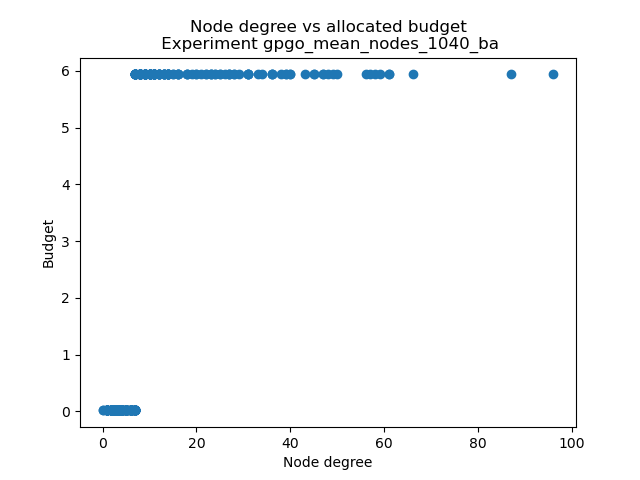 Node degree vs allocated budget
Experiment gpgo_mean_nodes_1040_ba
6
5
4
3
2
1
0
Budget
0 20 40 60 80 100
Node degree